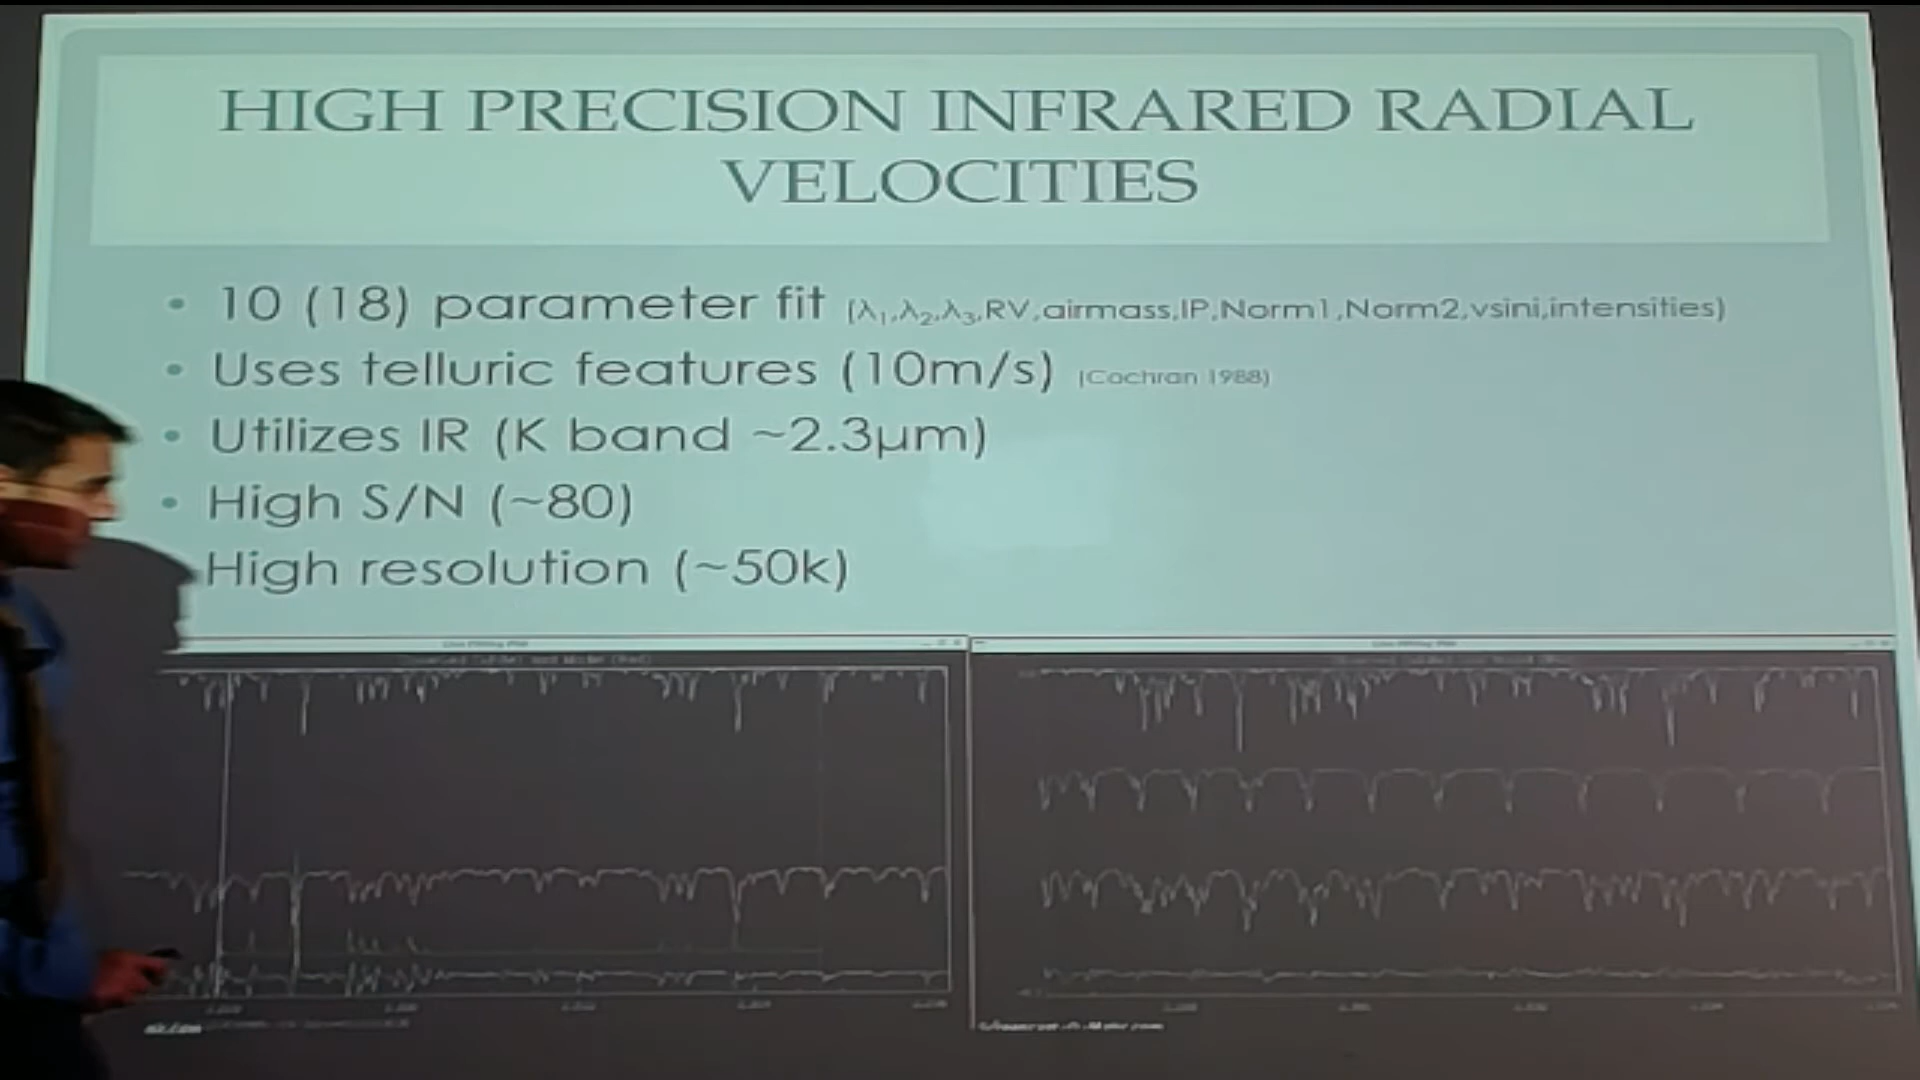 HIGH PRECISION INFRARED RADIAL
VELOCITIES
• 10 (18) parameter fit (λ₁,λ₂,λ₃,RV,airmass,IP,Norm1,Norm2,vsini,intensities)
• Uses telluric features (10m/s) (Cochran 1988)
• Utilizes IR (K band ~2.3µm)
• High S/N (~80)
High resolution (~50k)